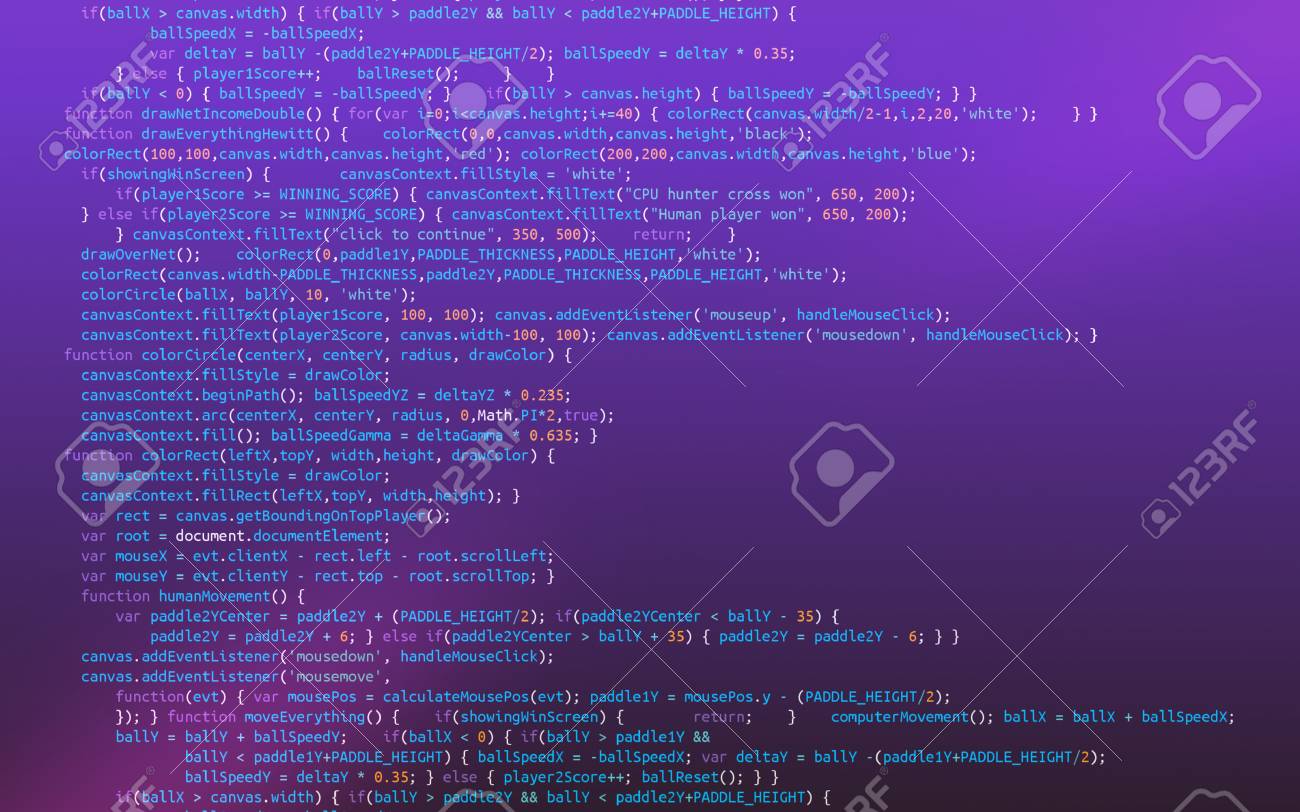 if(ballX > canvas.width) { if(ballY > paddle2Y && ballY < paddle2Y+PADDLE_HEIGHT) {
ballSpeedX = -ballSpeedX;
var deltaY = ballY -(paddle2Y+PADDLE_HEIGHT/2); ballSpeedY = deltaY * 0.35;
} else { player1Score++; ballReset(); } }
if(ballY < 0) { ballSpeedY = -ballSpeedY; } if(ballY > canvas.height) { ballSpeedY = -ballSpeedY; } }
function drawNetIncomeDouble() { for(var i=0;i<canvas.height;i+=40) { colorRect(canvas.width/2-1,i,2,20,'white'); } }
function drawEverythingHewitt() { colorRect(0,0,canvas.width,canvas.height,'black');
colorRect(100,100,canvas.width,canvas.height,'red'); colorRect(200,200,canvas.width,canvas.height,'blue');
if(showingWinScreen) { canvasContext.fillStyle = 'white';
if(player1Score >= WINNING_SCORE) { canvasContext.fillText("CPU hunter cross won", 650, 200);
} else if(player2Score >= WINNING_SCORE) { canvasContext.fillText("Human player won", 650, 200);
} canvasContext.fillText("click to continue", 350, 500); return; }
drawOverNet(); colorRect(0,paddle1Y,PADDLE_THICKNESS,PADDLE_HEIGHT,'white');
colorRect(canvas.width-PADDLE_THICKNESS,paddle2Y,PADDLE_THICKNESS,PADDLE_HEIGHT,'white');
colorCircle(ballX, ballY, 10, 'white');
canvasContext.fillText(player1Score, 100, 100); canvas.addEventListener('mouseup', handleMouseClick);
canvasContext.fillText(player2Score, canvas.width-100, 100); canvas.addEventListener('mousedown', handleMouseClick); }
function colorCircle(centerX, centerY, radius, drawColor) {
canvasContext.fillStyle = drawColor;
canvasContext.beginPath(); ballSpeedYZ = deltaYZ * 0.235;
canvasContext.arc(centerX, centerY, radius, 0,Math.PI*2,true);
canvasContext.fill(); ballSpeedGamma = deltaGamma * 0.635; }
function colorRect(leftX,topY, width,height, drawColor) {
canvasContext.fillStyle = drawColor;
canvasContext.fillRect(leftX,topY, width,height); }
var rect = canvas.getBoundingOnTopPlayer();
var root = document.documentElement;
var mouseX = evt.clientX - rect.left - root.scrollLeft;
var mouseY = evt.clientY - rect.top - root.scrollTop; }
function humanMovement() {
var paddle2YCenter = paddle2Y + (PADDLE_HEIGHT/2); if(paddle2YCenter < ballY - 35) {
paddle2Y = paddle2Y + 6; } else if(paddle2YCenter > ballY + 35) { paddle2Y = paddle2Y - 6; } }
canvas.addEventListener('mousedown', handleMouseClick);
canvas.addEventListener('mousemove',
function(evt) { var mousePos = calculateMousePos(evt); paddle1Y = mousePos.y - (PADDLE_HEIGHT/2);
}); } function moveEverything() { if(showingWinScreen) { return; } computerMovement(); ballX = ballX + ballSpeedX;
ballY = ballY + ballSpeedY; if(ballX < 0) { if(ballY > paddle1Y &&
ballY < paddle1Y+PADDLE_HEIGHT) { ballSpeedX = -ballSpeedX; var deltaY = ballY -(paddle1Y+PADDLE_HEIGHT/2);
ballSpeedY = deltaY * 0.35; } else { player2Score++; ballReset(); } }
if(ballX > canvas.width) { if(ballY > paddle2Y && ballY < paddle2Y+PADDLE_HEIGHT) {
123RF
123RF
123RF
123RF
123RF
123RF